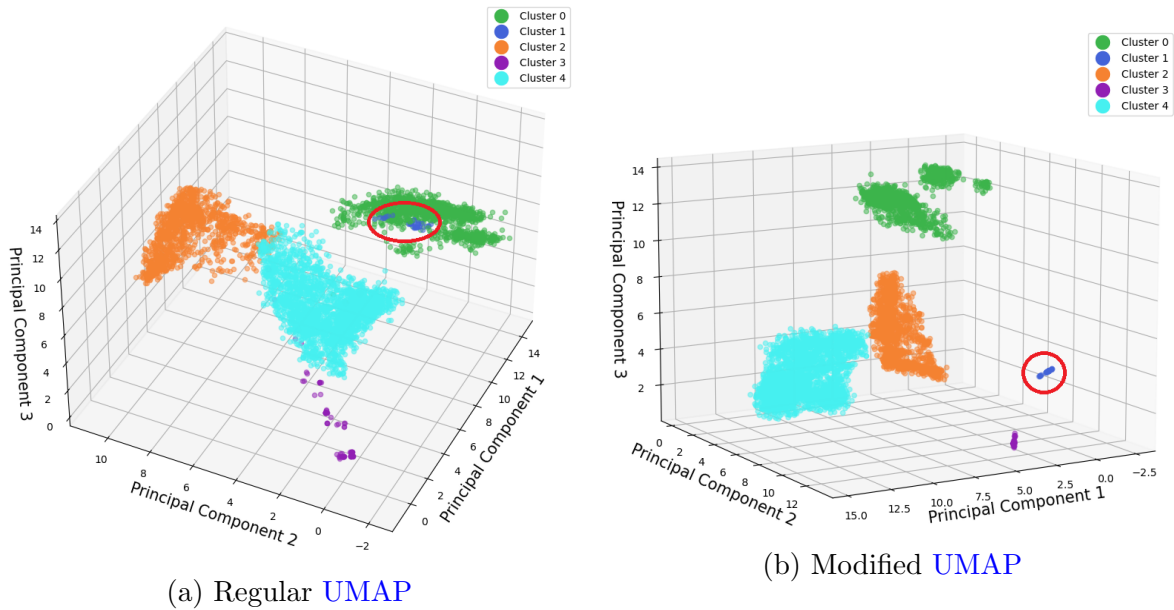 Cluster 0
Cluster 1
Cluster 2
Cluster 3
Cluster 4
14
12
10
8
6
4
2
0
Principal Component 3
10
8
6
4
2
0
−2
Principal Component 2
0
2
4
6
8
10
12
14
Principal Component 1
(a) Regular UMAP
Cluster 0
Cluster 1
Cluster 2
Cluster 3
Cluster 4
14
12
10
8
6
4
2
Principal Component 3
0
2
4
6
8
10
12
Principal Component 2
15.0
12.5
10.0
7.5
5.0
2.5
0.0
−2.5
Principal Component 1
(b) Modified UMAP